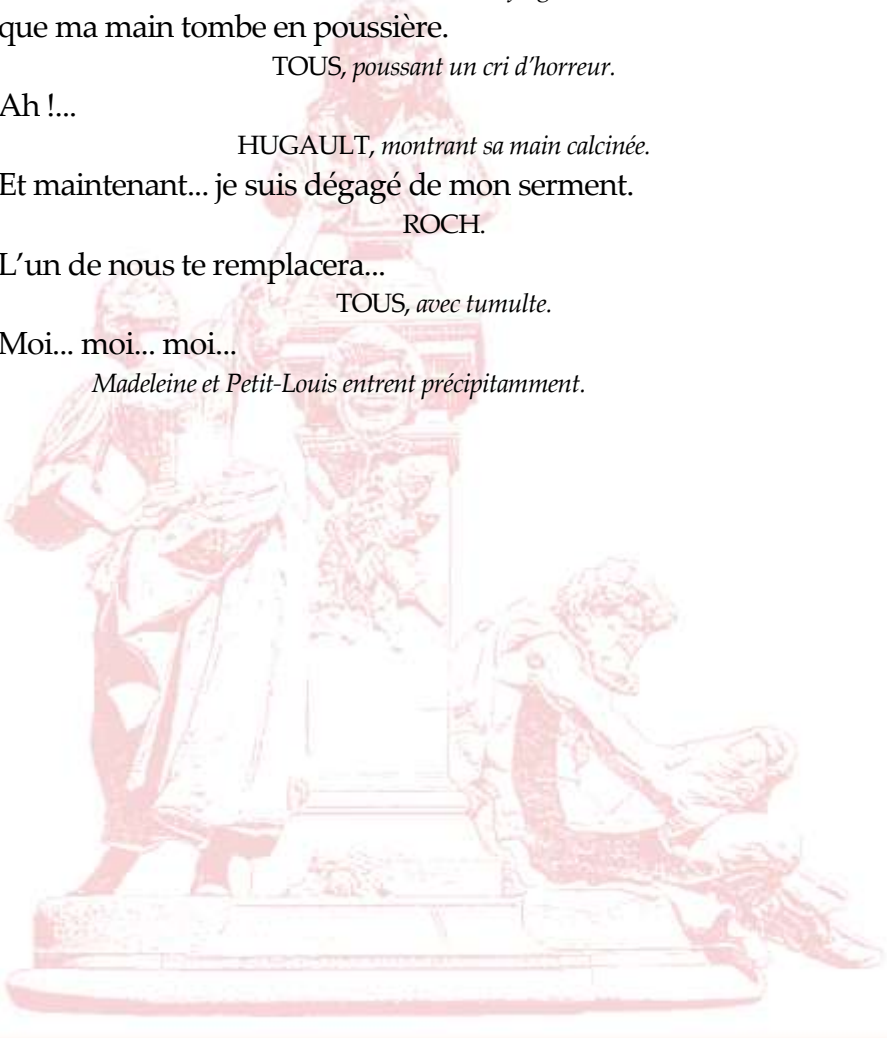 que ma main tombe en poussière.
TOUS, poussant un cri d’horreur.
Ah !...
HUGAULT, montrant sa main calcinée.
Et maintenant... je suis dégagé de mon serment.
ROCH.
L’un de nous te remplacera...
TOUS, avec tumulte.
Moi... moi... moi...
Madeleine et Petit-Louis entrent précipitamment.